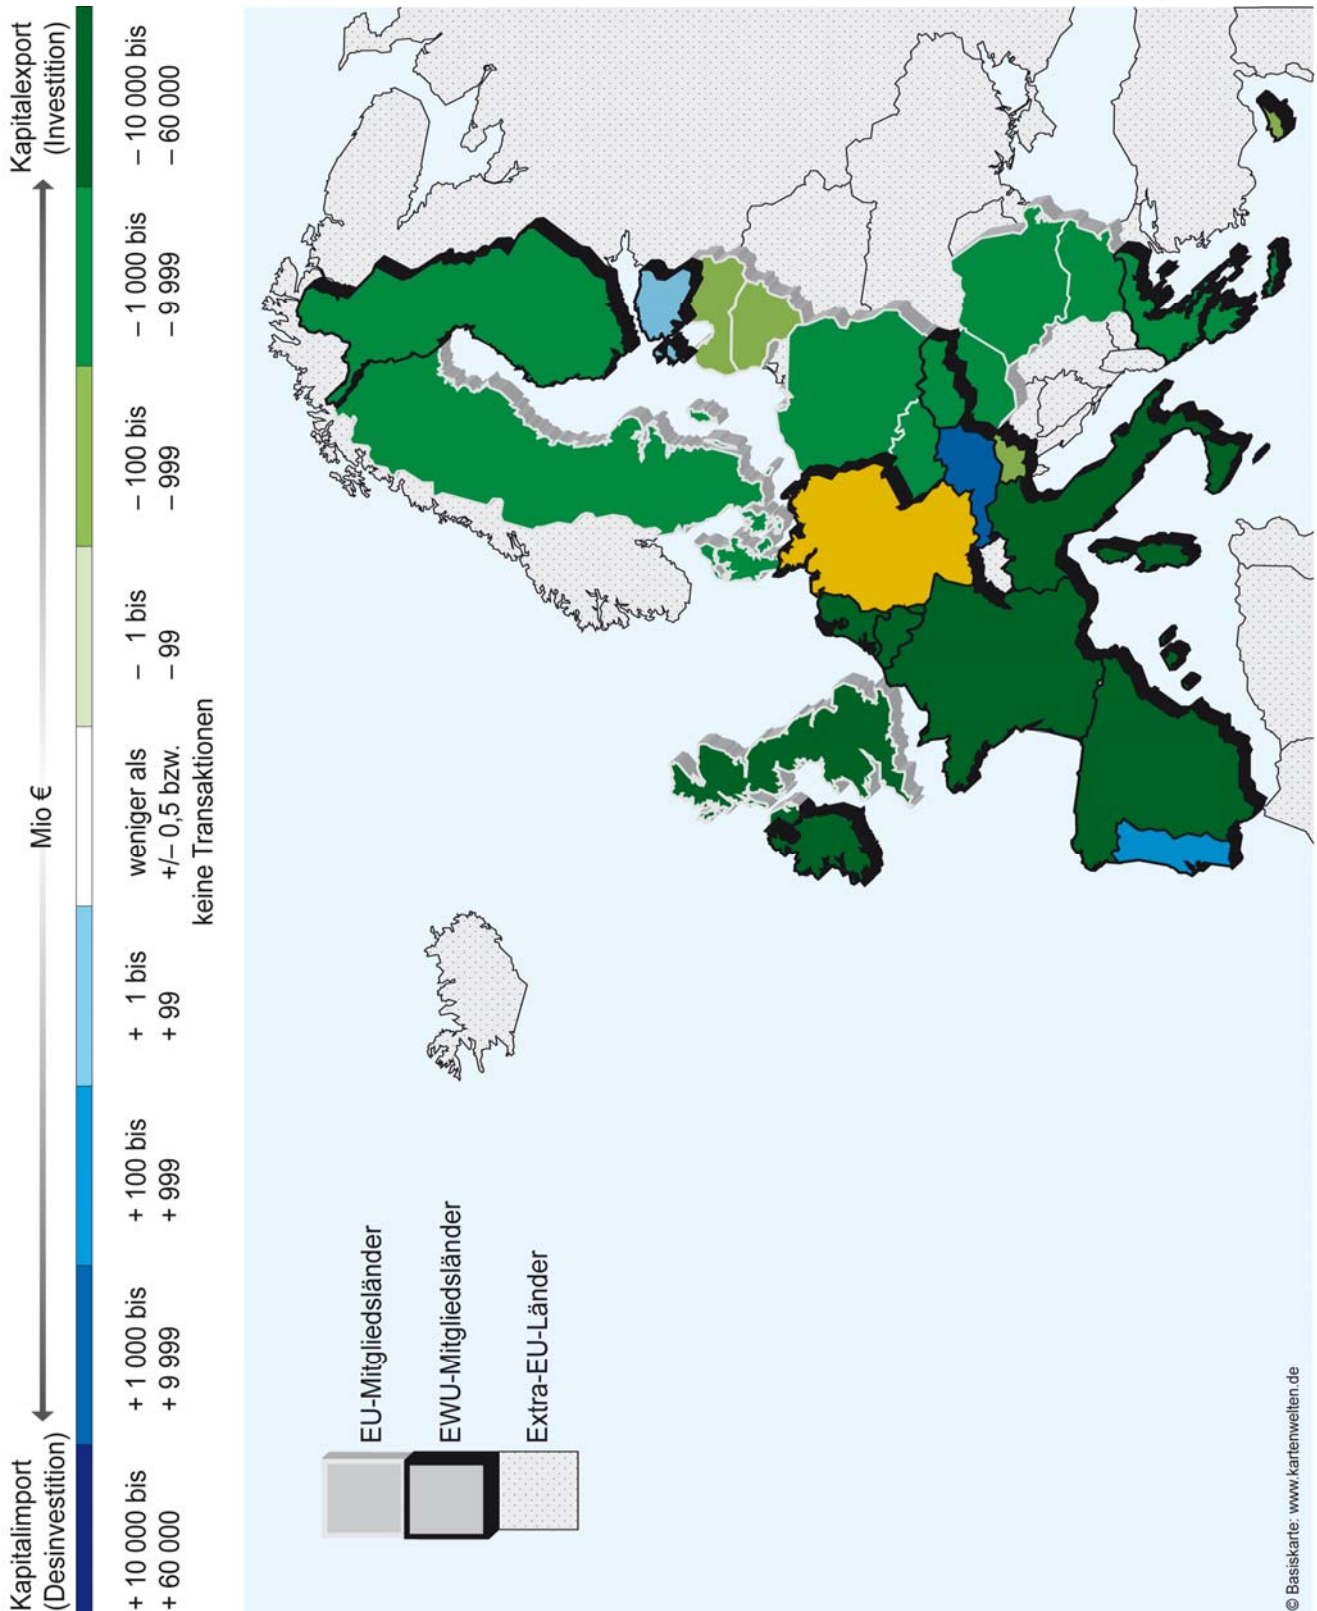 Kapitalimport
(Desinvestition)
Mio €
Kapitalexport
(Investition)
+ 10 000 bis
+ 60 000
+ 1 000 bis
+ 9 999
+ 100 bis
+ 999
+ 1 bis
+ 99
weniger als
+/– 0,5 bzw.
keine Transaktionen
– 1 bis
– 99
– 100 bis
– 999
– 1 000 bis
– 9 999
– 10 000 bis
– 60 000
EU-Mitgliedsländer
EWU-Mitgliedsländer
Extra-EU-Länder
© Basiskarte: www.kartenwelten.de